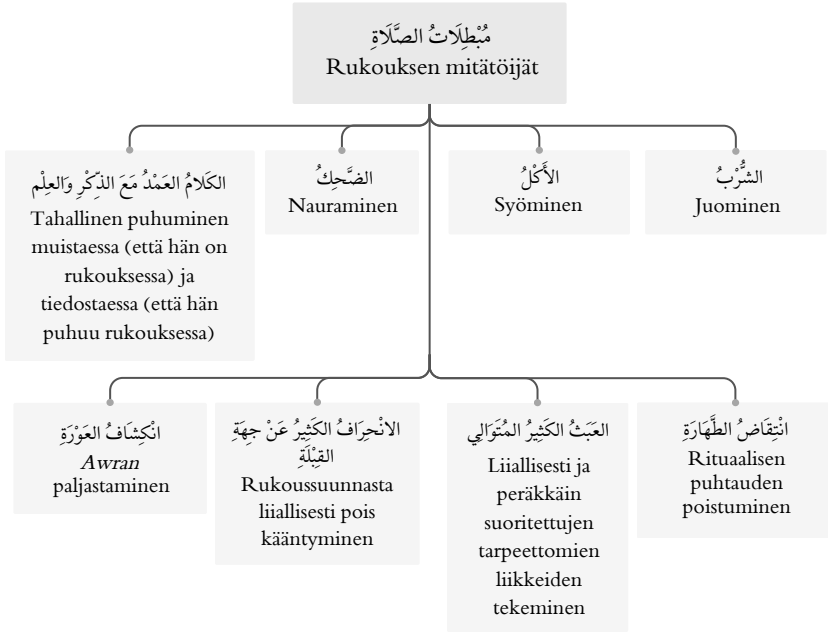 مُبْطِلَاتُ الصَّلَاةِ
Rukouksen mitätöijät
الكَلَامُ العَمْدُ مَعَ الذِّكْرِ وَالعِلْم
Tahallinen puhuminen
muistaessa (että hän on
rukouksessa) ja
tiedostaessa (että hän
puhuu rukouksessa)
الضَّحِكُ
Nauraminen
الأَكْلُ
Syöminen
الشُّرْبُ
Juominen
انْكِشَافُ العَوْرَةِ
Awran
paljastaminen
الانْحِرَافُ الكَثِيرُ عَنْ جِهَةِ
القِبْلَةِ
Rukoussuunnasta
liiallisesti pois
kääntyminen
العَبَثُ الكَثِيرُ المُتَوَالِي
Liiallisesti ja
peräkkäin
suoritettujen
tarpeettomien
liikkeiden
tekeminen
انْتِقَاضُ الطَّهَارَةِ
Rituaalisen
puhtauden
poistuminen